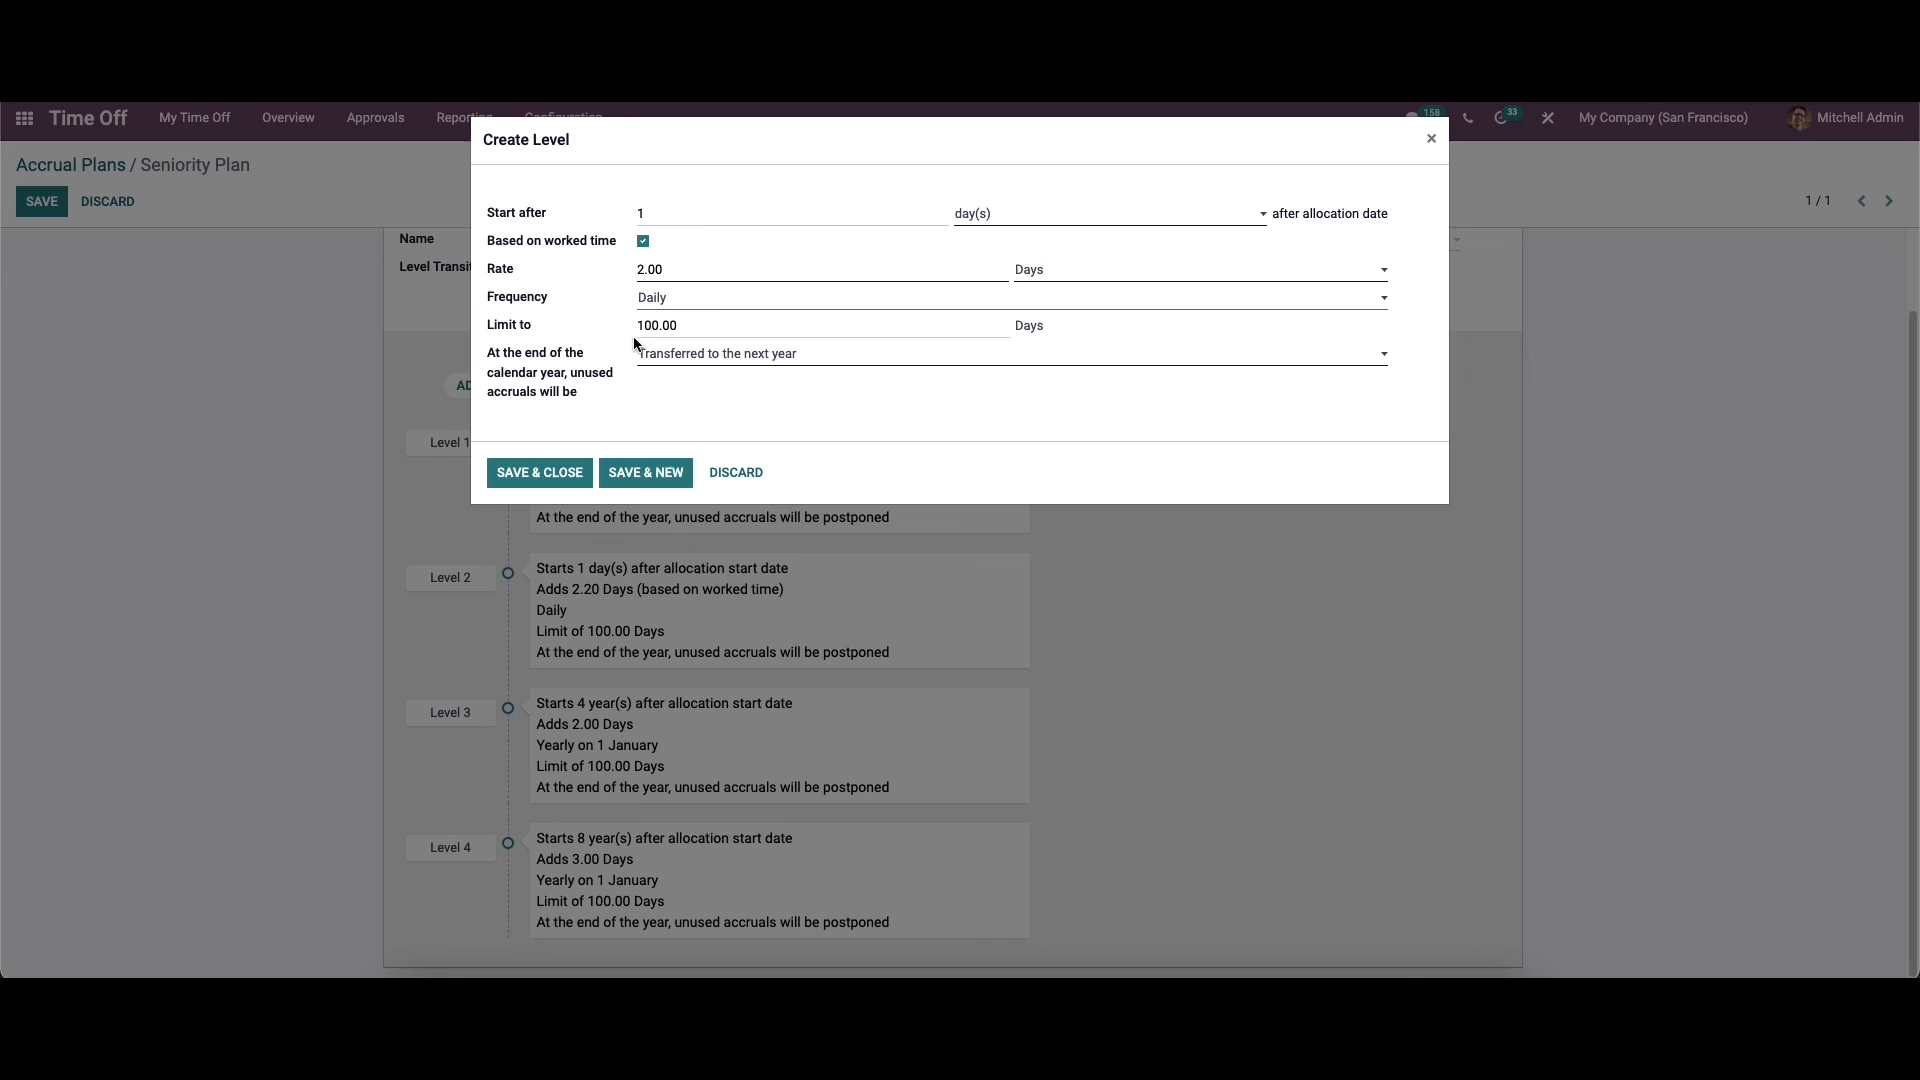 Time Off My Time Off Overview Approvals Reporting Configuration 158 33 My Company (San Francisco) Mitchell Admin
Create Level ×
Accrual Plans / Seniority Plan
SAVE DISCARD 1 / 1
Start after 1 day(s) after allocation date
Name
Based on worked time
Level Transit
Rate 2.00 Days
Frequency Daily
Limit to 100.00 Days
At the end of the calendar year, unused accruals will be Transferred to the next year
AD
Level 1
SAVE & CLOSE SAVE & NEW DISCARD
At the end of the year, unused accruals will be postponed
Level 2
Starts 1 day(s) after allocation start date
Adds 2.20 Days (based on worked time)
Daily
Limit of 100.00 Days
At the end of the year, unused accruals will be postponed
Level 3
Starts 4 year(s) after allocation start date
Adds 2.00 Days
Yearly on 1 January
Limit of 100.00 Days
At the end of the year, unused accruals will be postponed
Level 4
Starts 8 year(s) after allocation start date
Adds 3.00 Days
Yearly on 1 January
Limit of 100.00 Days
At the end of the year, unused accruals will be postponed